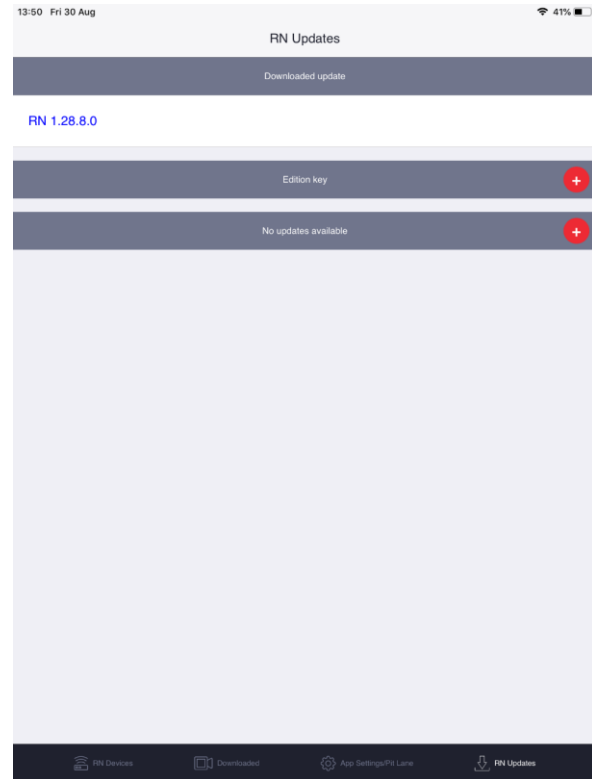 13:50 Fri 30 Aug 41%
RN Updates
Downloaded update
RN 1.28.8.0
Edition key +
No updates available +
RN Devices Downloaded App Settings/Pit Lane RN Updates